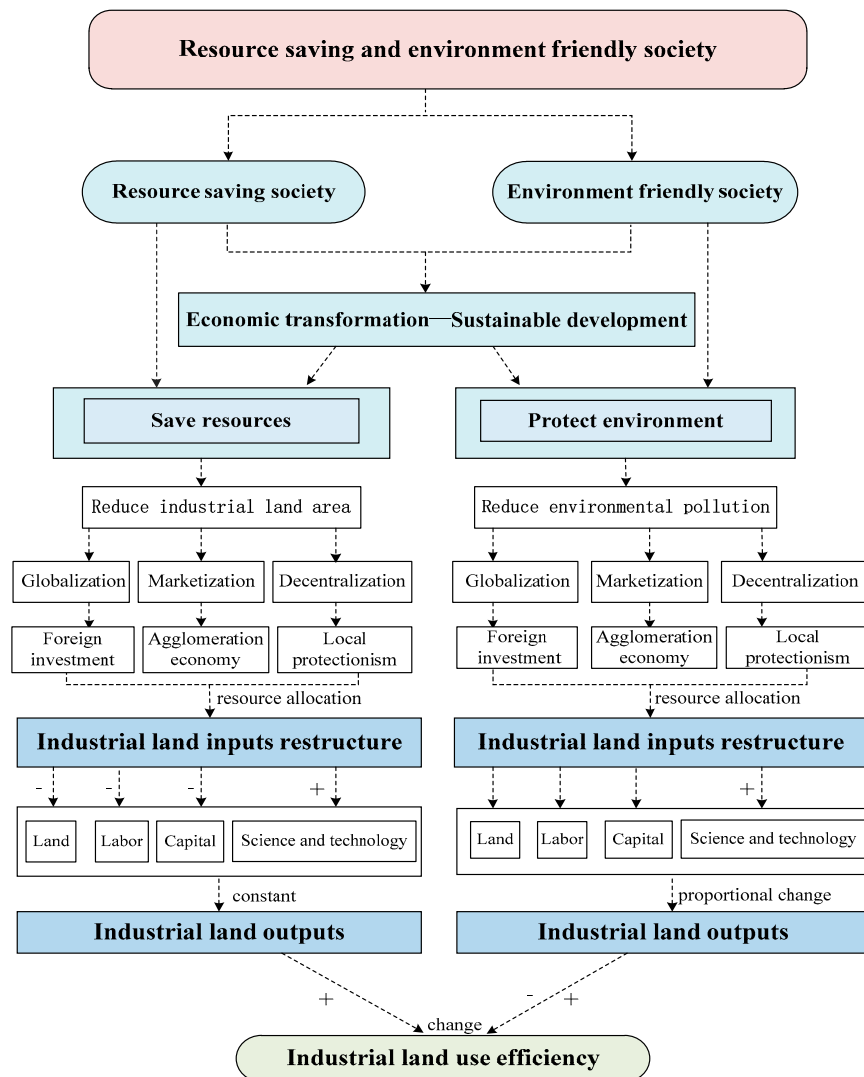 Resource saving and environment friendly society
Resource saving society
Environment friendly society
Economic transformation—Sustainable development
Save resources
Protect environment
Reduce industrial land area
Reduce environmental pollution
Globalization
Marketization
Decentralization
Globalization
Marketization
Decentralization
Foreign
investment
Agglomeration
economy
Local
protectionism
Foreign
investment
Agglomeration
economy
Local
protectionism
resource allocation
resource allocation
Industrial land inputs restructure
Industrial land inputs restructure
-
-
-
+
+
Land
Labor
Capital
Science and technology
Land
Labor
Capital
Science and technology
constant
proportional change
Industrial land outputs
Industrial land outputs
+
-
+
change
Industrial land use efficiency